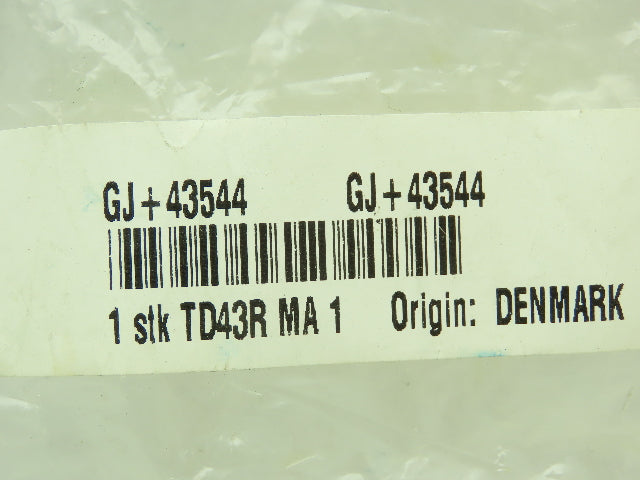 GJ+43544 GJ+43544
1 stk TD43R MA 1 Origin: DENMARK